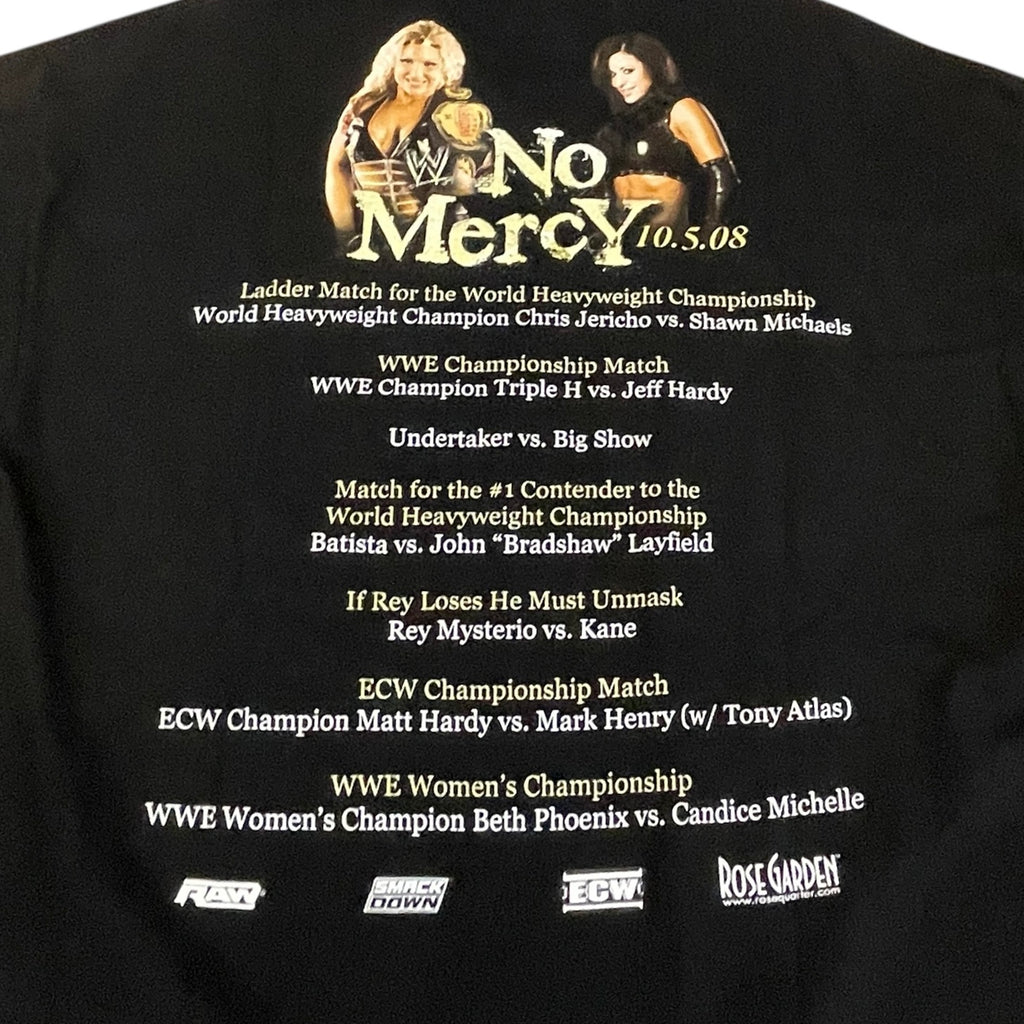 No
Mercy
10.5.08
Ladder Match for the World Heavyweight Championship
World Heavyweight Champion Chris Jericho vs. Shawn Michaels
WWE Championship Match
WWE Champion Triple H vs. Jeff Hardy
Undertaker vs. Big Show
Match for the #1 Contender to the
World Heavyweight Championship
Batista vs. John “Bradshaw” Layfield
If Rey Loses He Must Unmask
Rey Mysterio vs. Kane
ECW Championship Match
ECW Champion Matt Hardy vs. Mark Henry (w/ Tony Atlas)
WWE Women’s Championship
WWE Women’s Champion Beth Phoenix vs. Candice Michelle
RAW
SMACK
DOWN
ECW
ROSE GARDEN
www.rosequarter.com